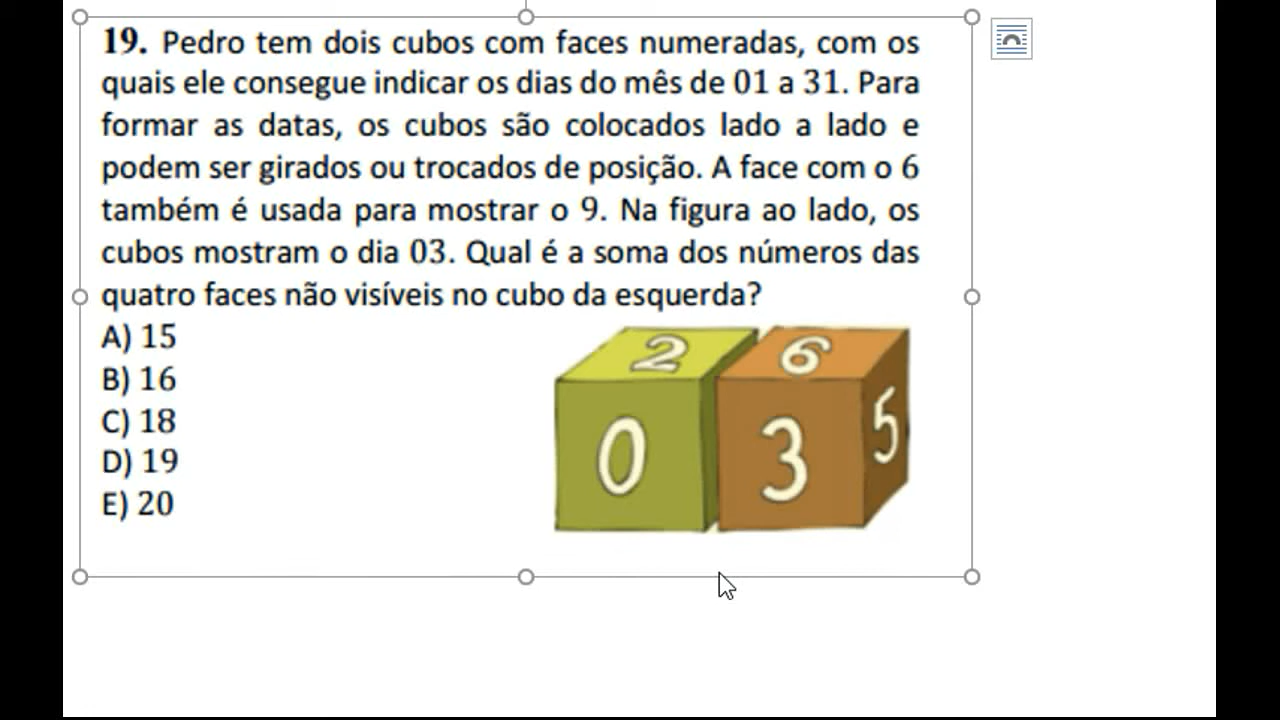 19. Pedro tem dois cubos com faces numeradas, com os
quais ele consegue indicar os dias do mês de 01 a 31. Para
formar as datas, os cubos são colocados lado a lado e
podem ser girados ou trocados de posição. A face com o 6
também é usada para mostrar o 9. Na figura ao lado, os
cubos mostram o dia 03. Qual é a soma dos números das
quatro faces não visíveis no cubo da esquerda?
A) 15
B) 16
C) 18
D) 19
E) 20
2 6
0 3 5